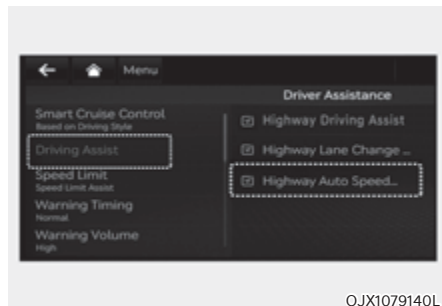 Menu
Driver Assistance
Smart Cruise Control
Based on Driving Style
Driving Assist
Speed Limit
Speed Limit Assist
Warning Timing
Normal
Warning Volume
High
Highway Driving Assist
Highway Lane Change ...
Highway Auto Speed...
OJX1079140L